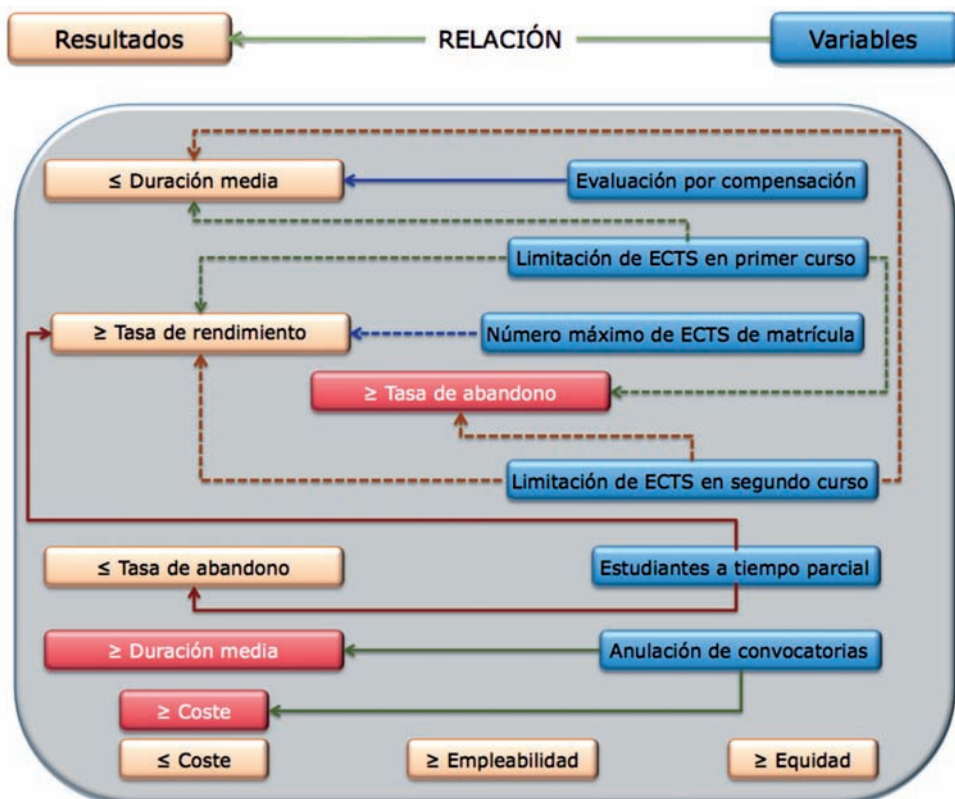 Resultados
RELACIÓN
Variables
≤ Duración media
Evaluación por compensación
Limitación de ECTS en primer curso
≥ Tasa de rendimiento
Número máximo de ECTS de matrícula
≥ Tasa de abandono
Limitación de ECTS en segundo curso
≤ Tasa de abandono
Estudiantes a tiempo parcial
≥ Duración media
Anulación de convocatorias
≥ Coste
≤ Coste
≥ Empleabilidad
≥ Equidad